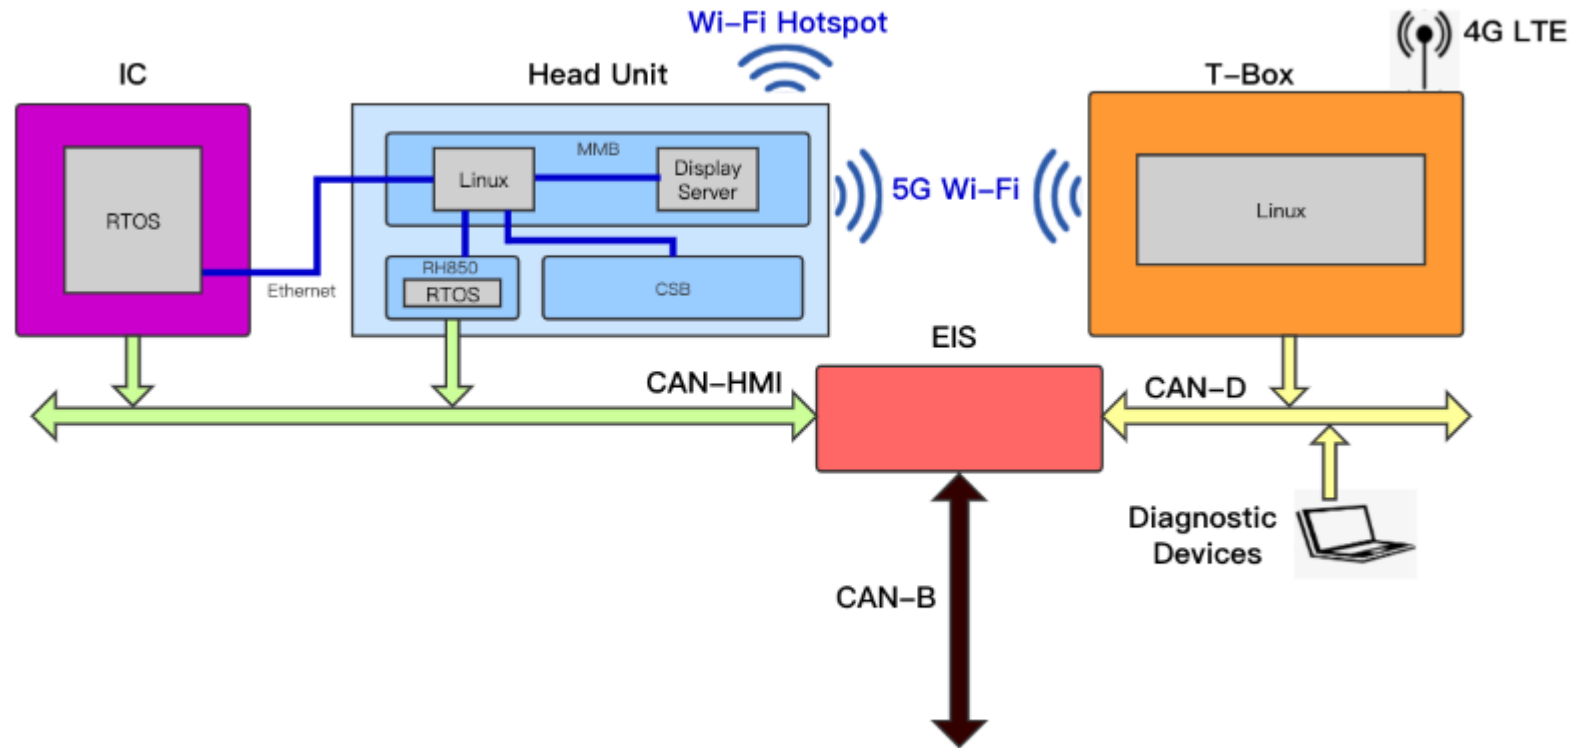 Wi-Fi Hotspot
4G LTE
IC
Head Unit
T-Box
MMB
Linux
Display
Server
5G Wi-Fi
RTOS
Linux
Ethernet
RH850
RTOS
CSB
EIS
CAN-HMI
CAN-D
Diagnostic
Devices
CAN-B